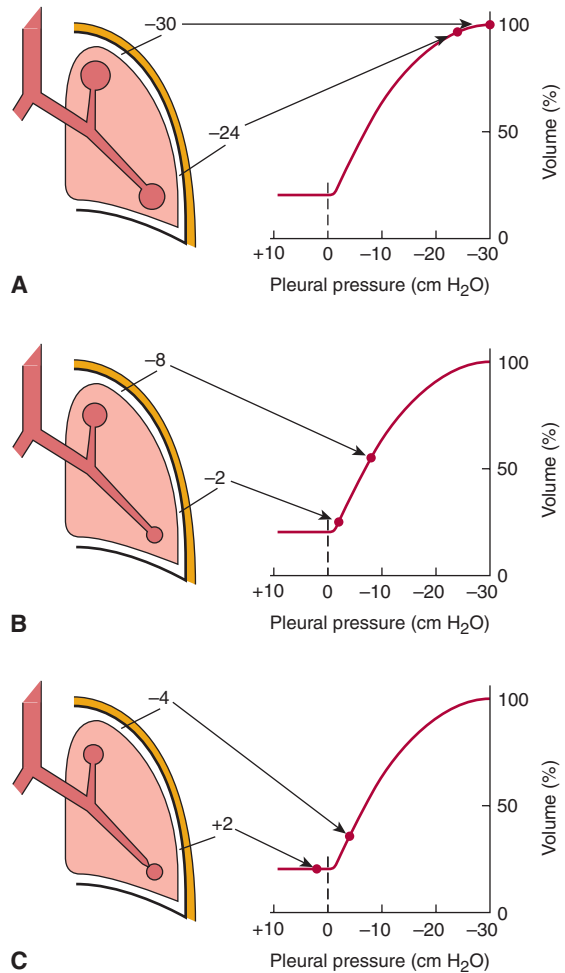 –30
–24
100
50
0
Volume (%)
+10 0 –10 –20 –30
Pleural pressure (cm H₂O)
A
–8
–2
100
50
0
Volume (%)
+10 0 –10 –20 –30
Pleural pressure (cm H₂O)
B
–4
+2
100
50
0
Volume (%)
+10 0 –10 –20 –30
Pleural pressure (cm H₂O)
C